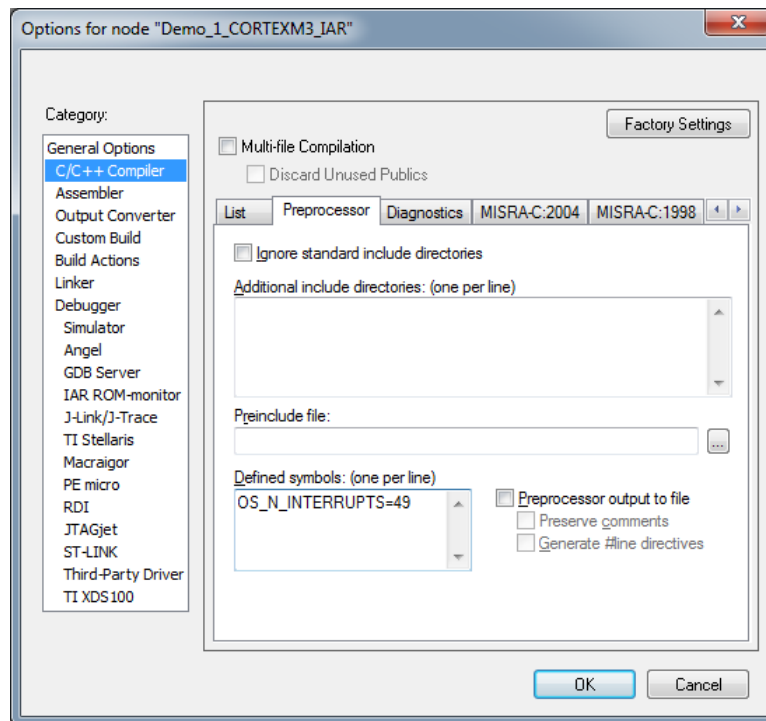 Options for node "Demo_1_CORTEXM3_IAR"
X
Category:
General Options
C/C++ Compiler
Assembler
Output Converter
Custom Build
Build Actions
Linker
Debugger
Simulator
Angel
GDB Server
IAR ROM-monitor
J-Link/J-Trace
TI Stellaris
Macraigor
PE micro
RDI
JTAGjet
ST-LINK
Third-Party Driver
TI XDS100
Factory Settings
Multi-file Compilation
Discard Unused Publics
List Preprocessor Diagnostics MISRA-C:2004 MISRA-C:1998
Ignore standard include directories
Additional include directories: (one per line)
Preinclude file:
...
Defined symbols: (one per line)
OS_N_INTERRUPTS=49
Preprocessor output to file
Preserve comments
Generate #line directives
OK Cancel